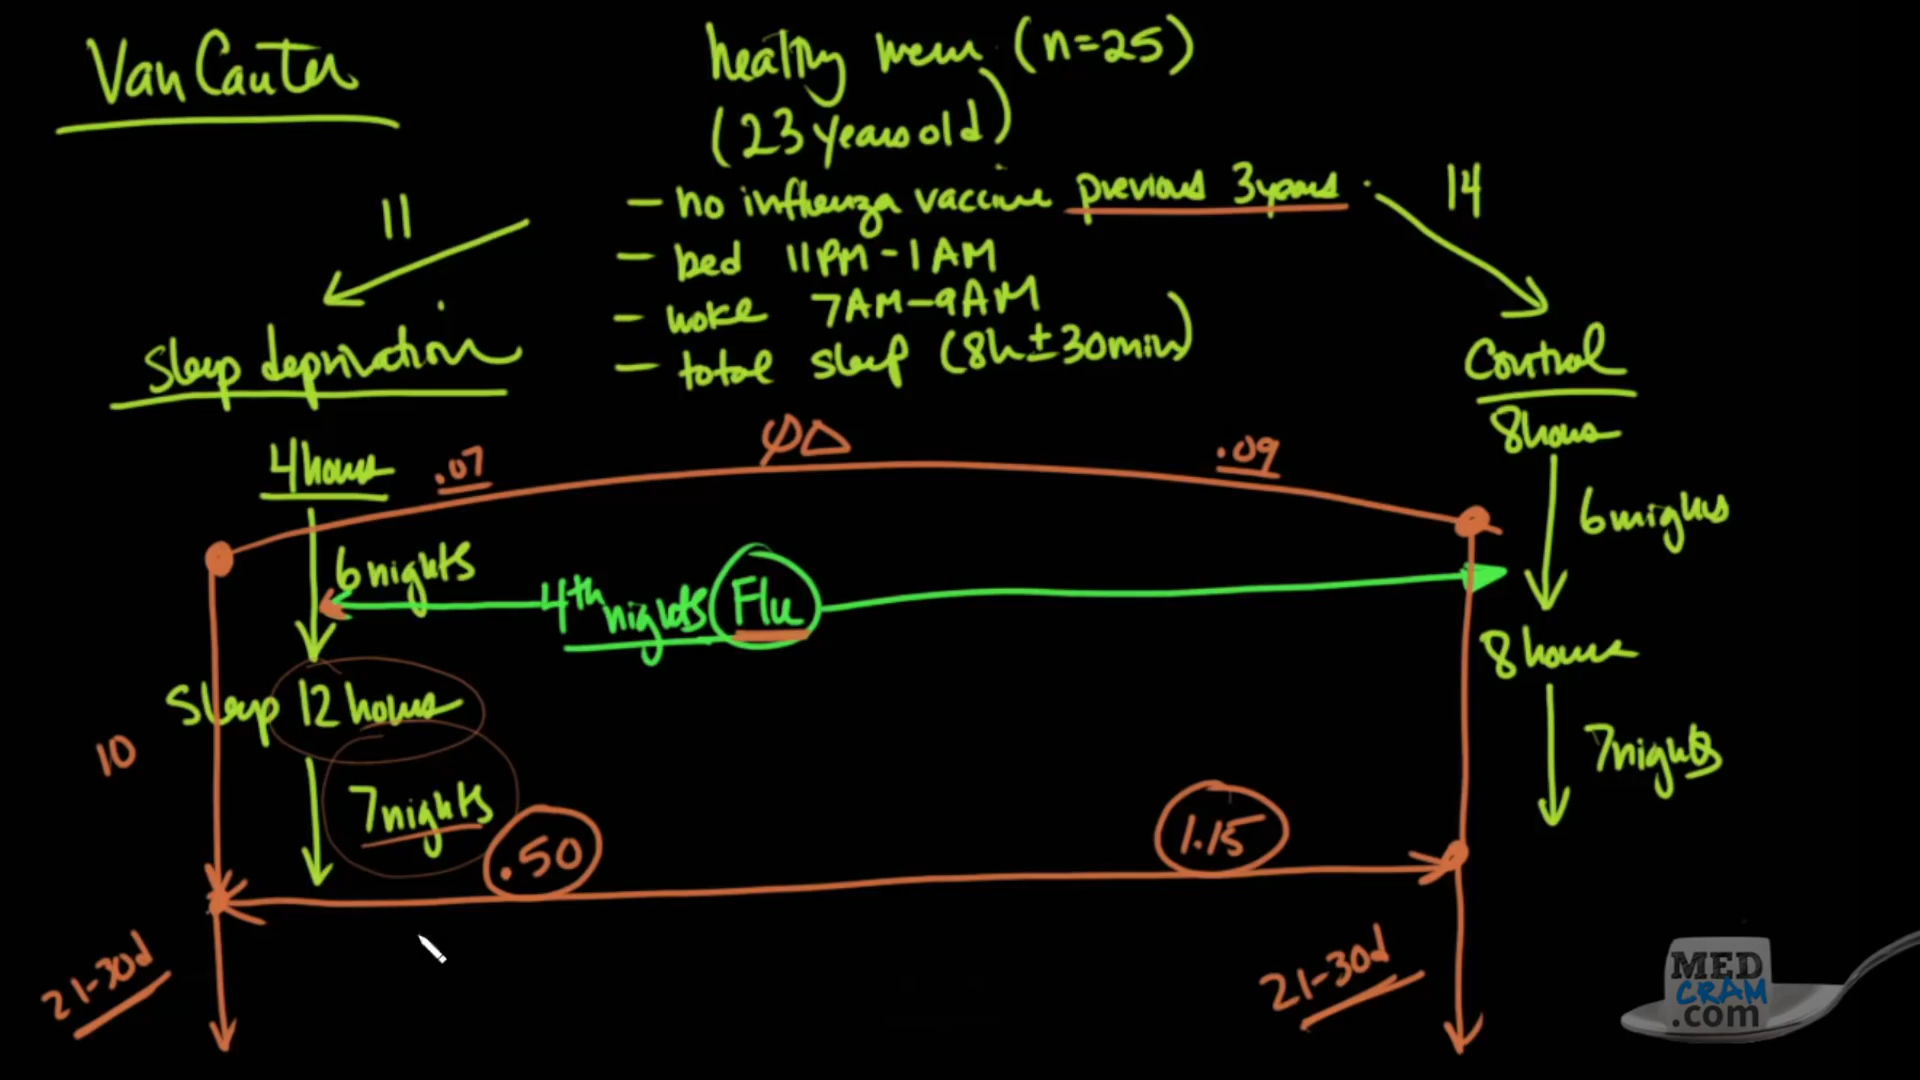 Van Cauter
healthy men (n=25)
(23 years old)
- no influenza vaccine previous 3 years
- bed 11PM - 1AM
- woke 7AM-9AM
- total sleep (8h ± 30min)
11
14
Sleep deprivation
Control
4 hours
8 hours
.07
φΔ
.09
6 nights
6 nights
4th nights Flu
Sleep 12 hours
8 hours
10
7 nights
7 nights
.50
1.15
21-30d
21-30d
MED
CRAM
.com